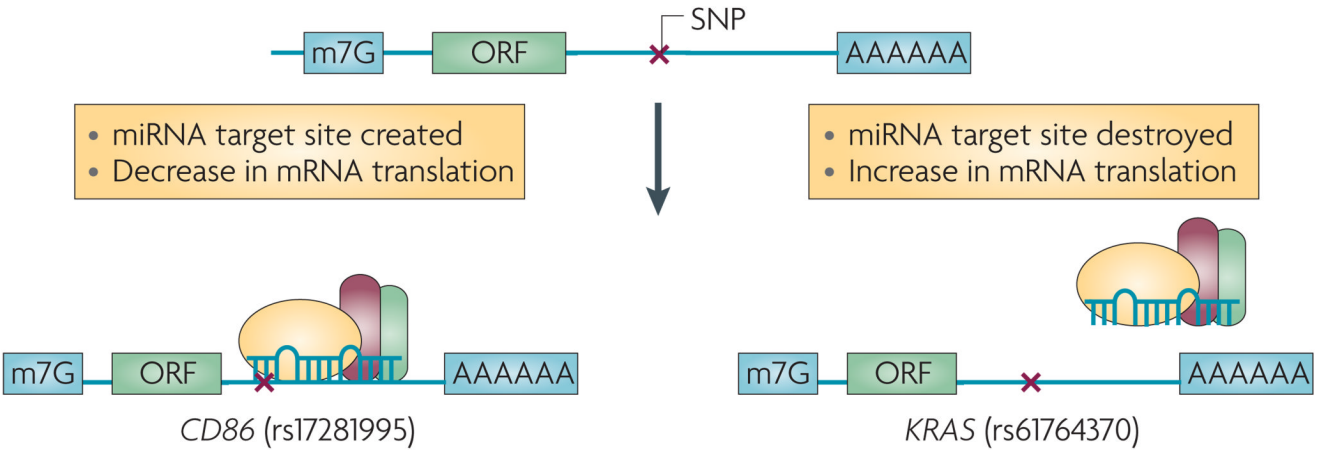 SNP
m7G ORF AAAAAA
• miRNA target site created
• Decrease in mRNA translation
• miRNA target site destroyed
• Increase in mRNA translation
m7G ORF AAAAAA
CD86 (rs17281995)
m7G ORF AAAAAA
KRAS (rs61764370)